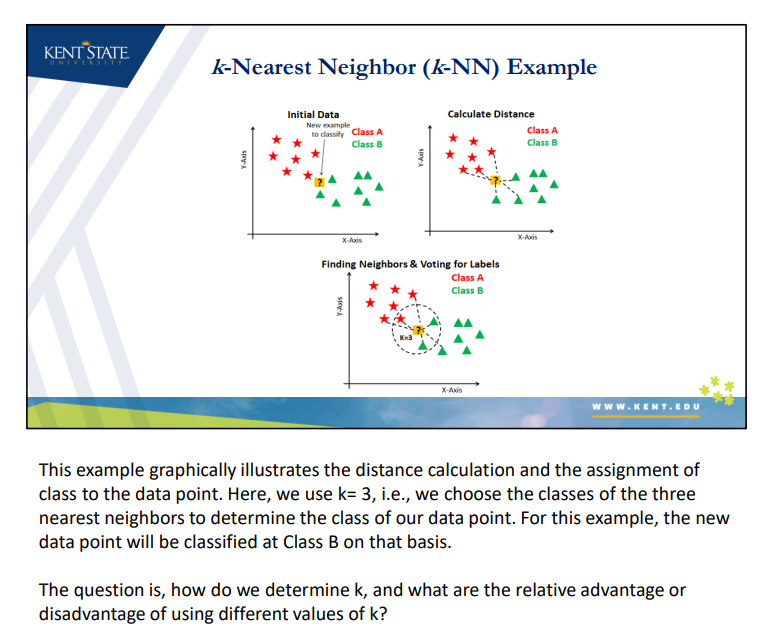 KENT STATE
UNIVERSITY
k-Nearest Neighbor (k-NN) Example
Initial Data
New example
to classify
Class A
Class B
Y-Axis
?
X-Axis
Calculate Distance
Class A
Class B
Y-Axis
?
X-Axis
Finding Neighbors & Voting for Labels
Class A
Class B
Y-Axis
?
K=3
X-Axis
WWW.KENT.EDU
This example graphically illustrates the distance calculation and the assignment of
class to the data point. Here, we use k= 3, i.e., we choose the classes of the three
nearest neighbors to determine the class of our data point. For this example, the new
data point will be classified at Class B on that basis.
The question is, how do we determine k, and what are the relative advantage or
disadvantage of using different values of k?